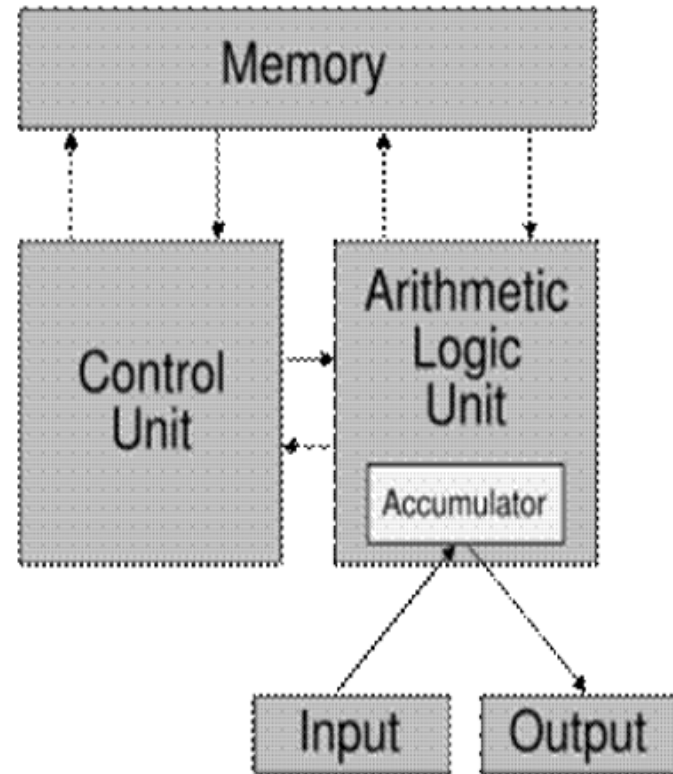 Memory
Control
Unit
Arithmetic
Logic
Unit
Accumulator
Input
Output